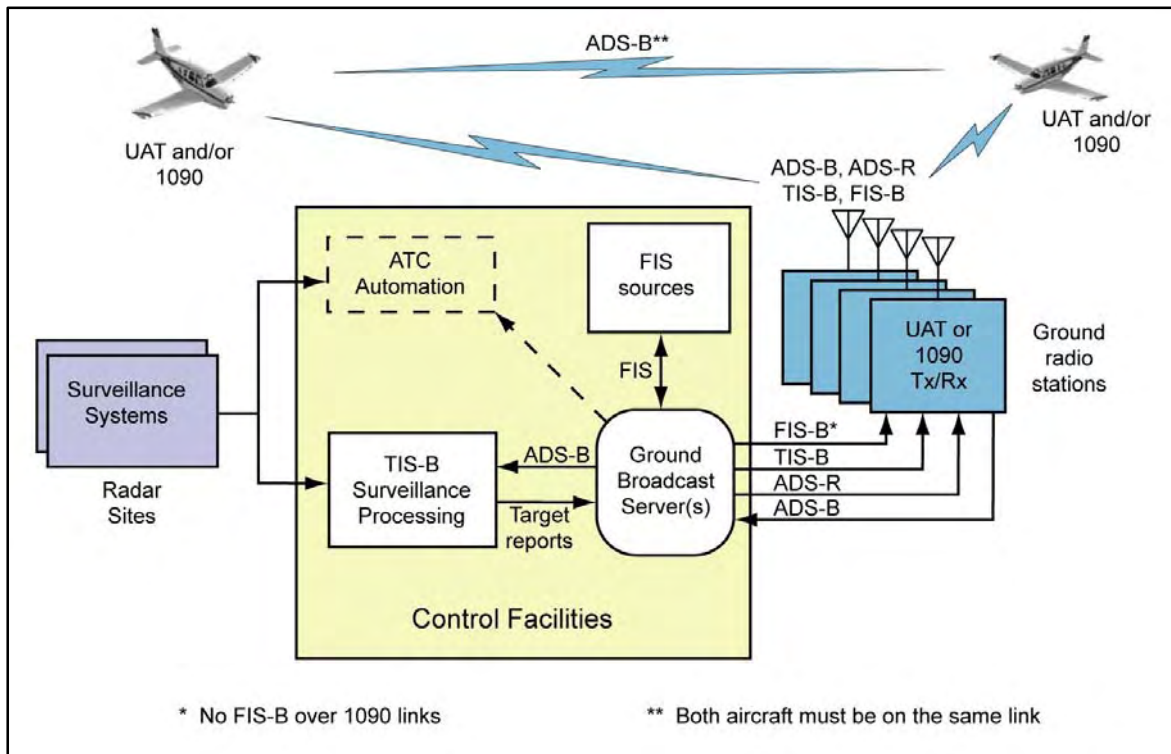 ADS-B**
UAT and/or
1090
UAT and/or
1090
ADS-B, ADS-R
TIS-B, FIS-B
ATC
Automation
FIS
sources
UAT or
1090
Tx/Rx
Ground
radio
stations
Surveillance
Systems
Radar
Sites
FIS
TIS-B
Surveillance
Processing
ADS-B
Target
reports
Ground
Broadcast
Server(s)
FIS-B*
TIS-B
ADS-R
ADS-B
Control Facilities
* No FIS-B over 1090 links
** Both aircraft must be on the same link